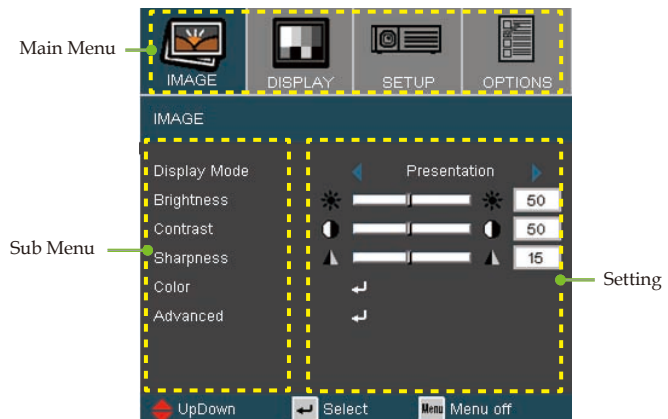 Main Menu
IMAGE DISPLAY SETUP OPTIONS
IMAGE
Display Mode Presentation
Brightness 50
Contrast 50
Sub Menu
Sharpness 15
Setting
Color
Advanced
UpDown Select Menu Menu off